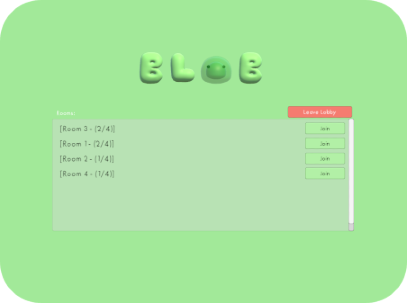 BLOB
Rooms:
Leave Lobby
[Room 3 - (2/4)]
Join
[Room 1 - (2/4)]
Join
[Room 2 - (1/4)]
Join
[Room 4 - (1/4)]
Join